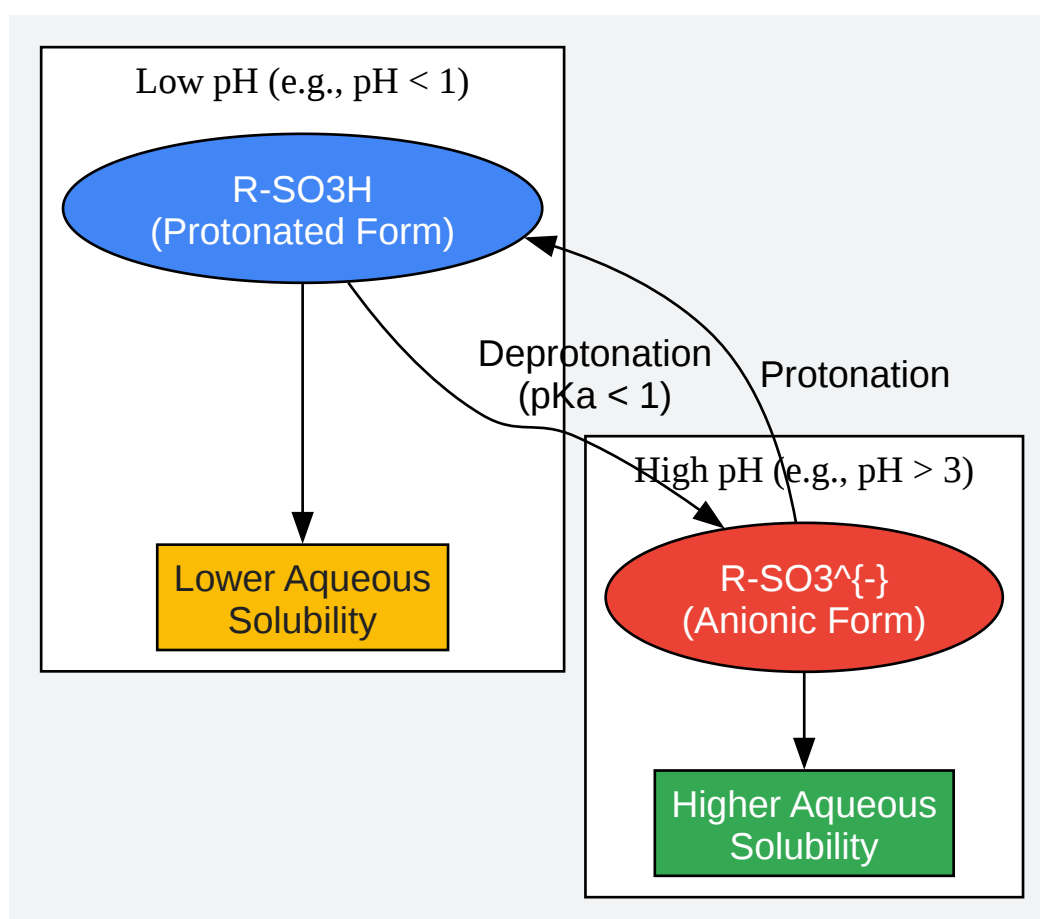 Low pH (e.g., pH < 1)
R-SO3H
(Protonated Form)
Deprotonation
(pKa < 1)
Protonation
Lower Aqueous
Solubility
High pH (e.g., pH > 3)
R-SO3^{-}
(Anionic Form)
Higher Aqueous
Solubility